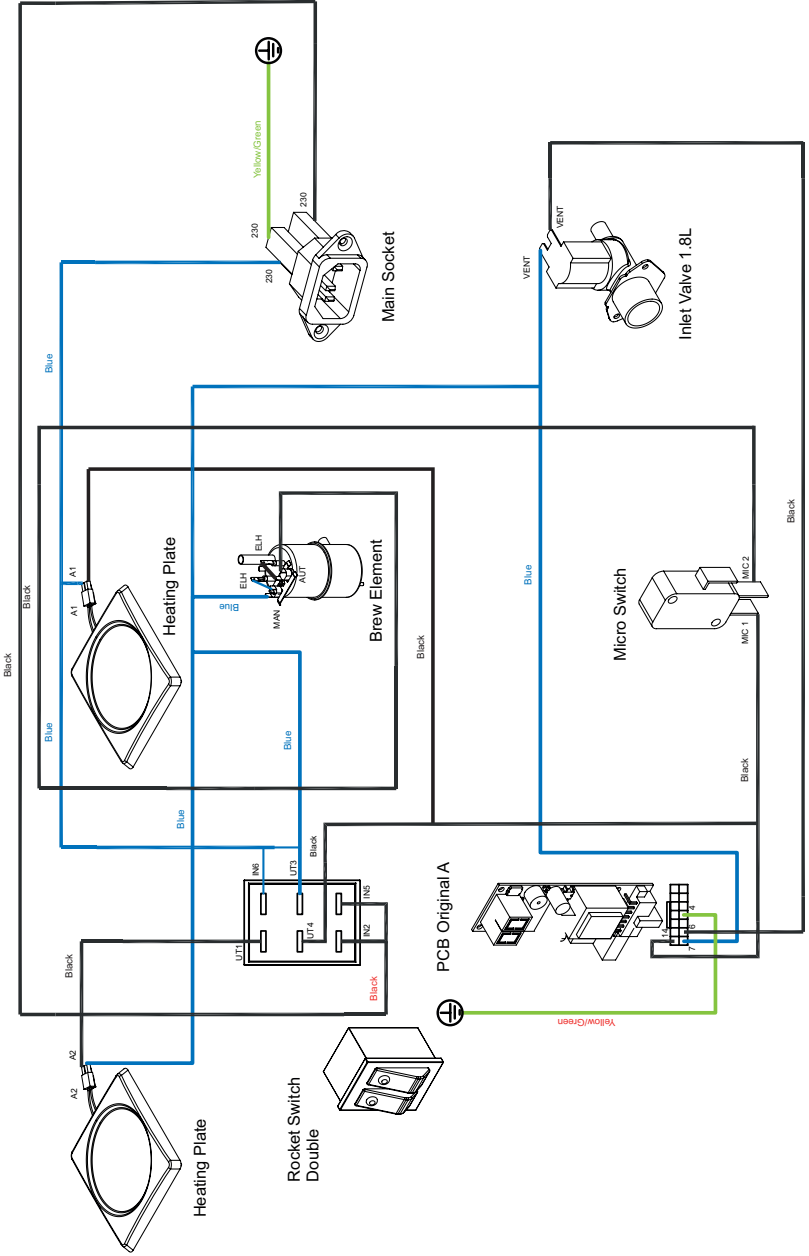 Black
Black
Black
Black
Black
Black
Black
Black
Blue
Blue
Blue
Blue
Blue
Blue
Yellow/Green
Yellow/Green
Black
230
230
230
Main Socket
VENT
VENT
Inlet Valve 1.8L
A1
A1
Heating Plate
ELH
ELH
AUT
MAN
Brew Element
MIC 1
MIC 2
Micro Switch
IN6
UT3
IN5
UT1
UT4
IN2
PCB Original A
14
4
6
7
A2
A2
Heating Plate
Rocket Switch
Double